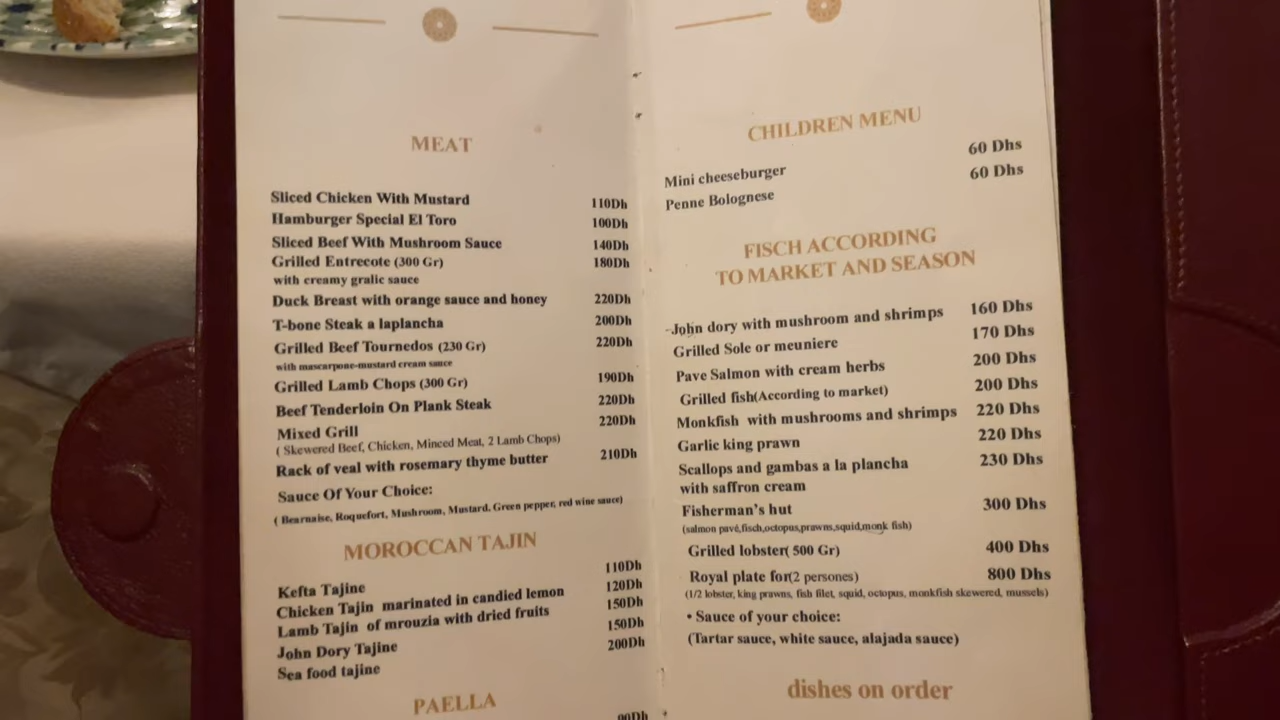 MEAT
Sliced Chicken With Mustard 110Dh
Hamburger Special El Toro 100Dh
Sliced Beef With Mushroom Sauce 140Dh
Grilled Entrecote (300 Gr) 180Dh
with creamy gralic sauce
Duck Breast with orange sauce and honey 220Dh
T-bone Steak a laplancha 200Dh
Grilled Beef Tournedos (230 Gr) 220Dh
with mascarpone-mustard cream sauce
Grilled Lamb Chops (300 Gr) 190Dh
Beef Tenderloin On Plank Steak 220Dh
Mixed Grill 220Dh
( Skewered Beef, Chicken, Minced Meat, 2 Lamb Chops)
Rack of veal with rosemary thyme butter 210Dh
Sauce Of Your Choice:
( Bearnaise, Roquefort, Mushroom, Mustard, Green pepper, red wine sauce)
MOROCCAN TAJIN
Kefta Tajine 110Dh
Chicken Tajin marinated in candied lemon 120Dh
Lamb Tajin of mrouzia with dried fruits 150Dh
John Dory Tajine 150Dh
Sea food tajine 200Dh
PAELLA
90Dh
CHILDREN MENU
Mini cheeseburger 60 Dhs
Penne Bolognese 60 Dhs
FISCH ACCORDING
TO MARKET AND SEASON
John dory with mushroom and shrimps 160 Dhs
Grilled Sole or meuniere 170 Dhs
Pave Salmon with cream herbs 200 Dhs
Grilled fish(According to market) 200 Dhs
Monkfish with mushrooms and shrimps 220 Dhs
Garlic king prawn 220 Dhs
Scallops and gambas a la plancha 230 Dhs
with saffron cream
Fisherman's hut 300 Dhs
(salmon pavé,fisch,octopus,prawns,squid,monk fish)
Grilled lobster( 500 Gr) 400 Dhs
Royal plate for(2 persones) 800 Dhs
(1/2 lobster, king prawns, fish filet, squid, octopus, monkfish skewered, mussels)
• Sauce of your choice:
(Tartar sauce, white sauce, alajada sauce)
dishes on order